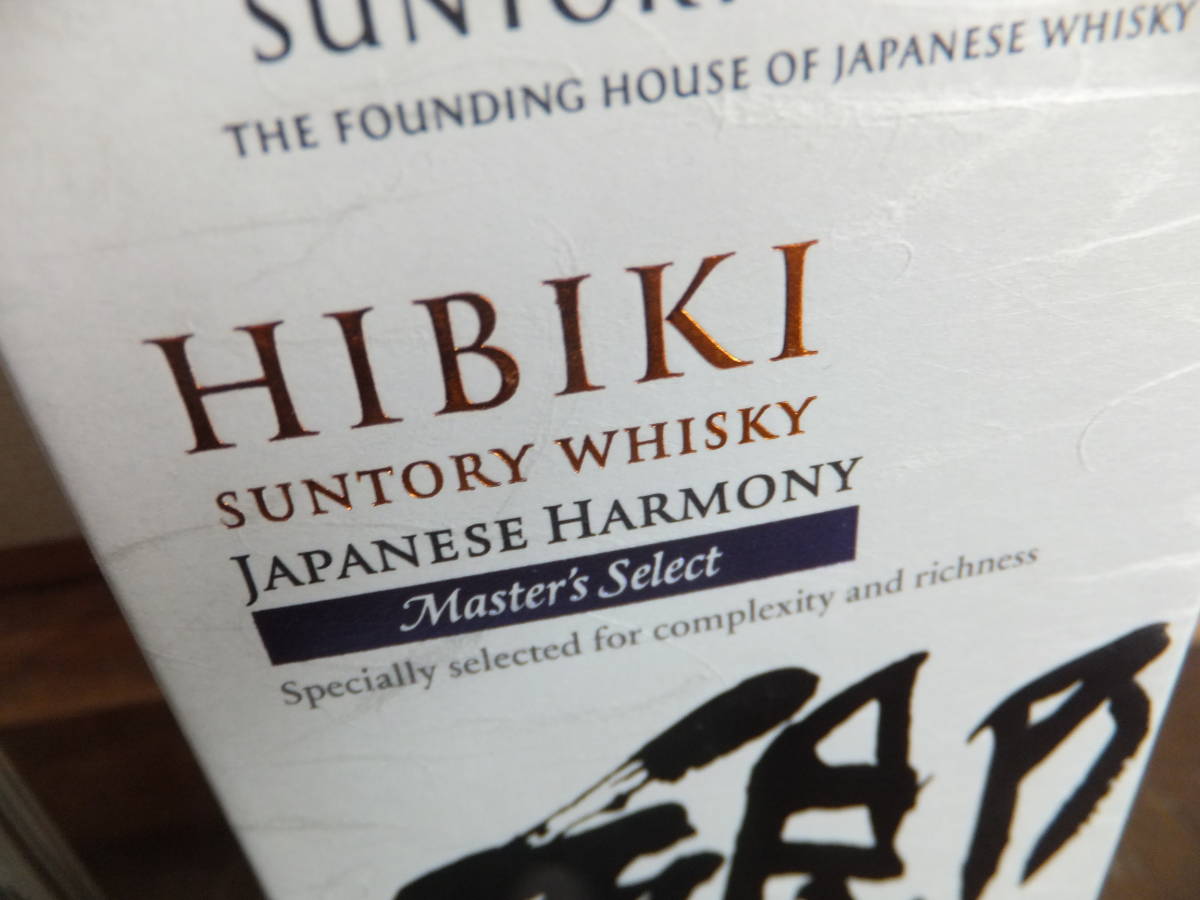 SUNTORY
THE FOUNDING HOUSE OF JAPANESE WHISKY
HIBIKI
SUNTORY WHISKY
JAPANESE HARMONY
Master's Select
Specially selected for complexity and richness